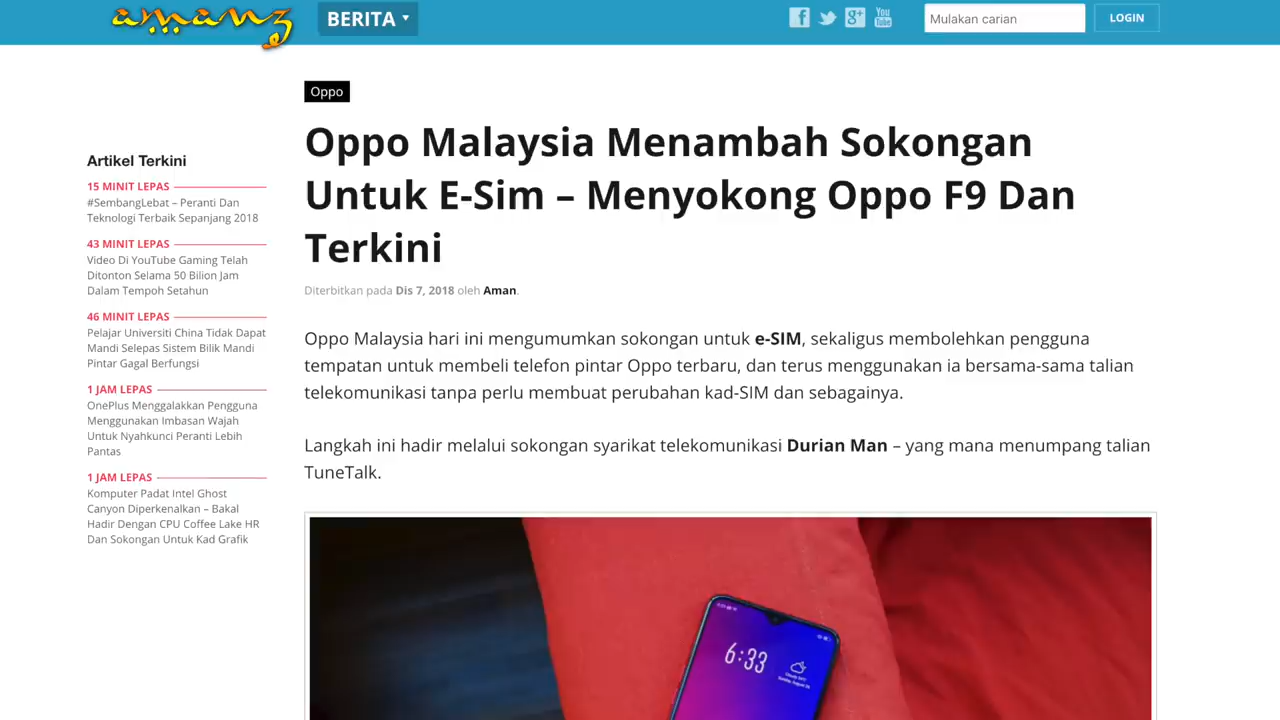 amanz
BERITA
Mulakan carian
LOGIN
Oppo
Oppo Malaysia Menambah Sokongan
Untuk E-Sim – Menyokong Oppo F9 Dan
Terkini
Diterbitkan pada Dis 7, 2018 oleh Aman.
Artikel Terkini
15 MINIT LEPAS
#SembangLebat – Peranti Dan
Teknologi Terbaik Sepanjang 2018
43 MINIT LEPAS
Video Di YouTube Gaming Telah
Ditonton Selama 50 Bilion Jam
Dalam Tempoh Setahun
46 MINIT LEPAS
Pelajar Universiti China Tidak Dapat
Mandi Selepas Sistem Bilik Mandi
Pintar Gagal Berfungsi
1 JAM LEPAS
OnePlus Menggalakkan Pengguna
Menggunakan Imbasan Wajah
Untuk Nyahkunci Peranti Lebih
Pantas
1 JAM LEPAS
Komputer Padat Intel Ghost
Canyon Diperkenalkan – Bakal
Hadir Dengan CPU Coffee Lake HR
Dan Sokongan Untuk Kad Grafik
Oppo Malaysia hari ini mengumumkan sokongan untuk e-SIM, sekaligus membolehkan pengguna
tempatan untuk membeli telefon pintar Oppo terbaru, dan terus menggunakan ia bersama-sama talian
telekomunikasi tanpa perlu membuat perubahan kad-SIM dan sebagainya.
Langkah ini hadir melalui sokongan syarikat telekomunikasi Durian Man – yang mana menumpang talian
TuneTalk.
6:33